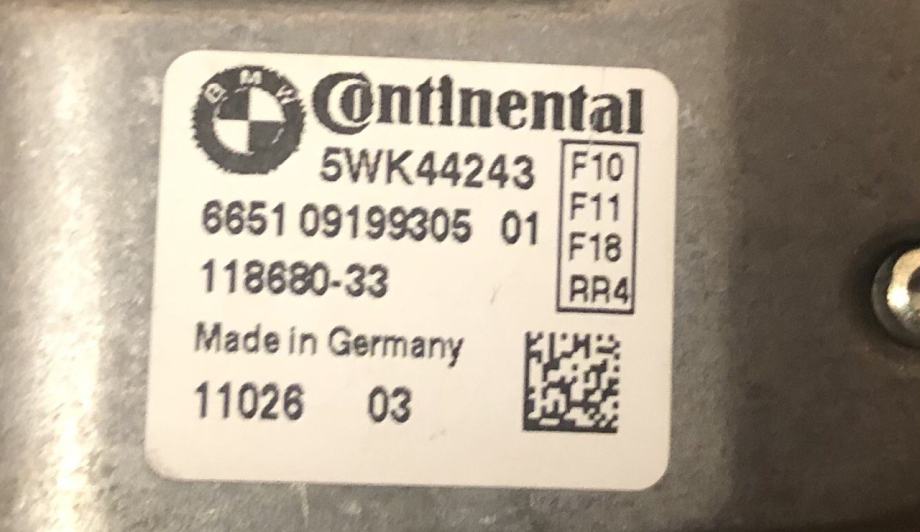 BMW Continental
5WK44243
6651 09199305 01
118680-33
Made in Germany
11026 03
F10
F11
F18
RR4